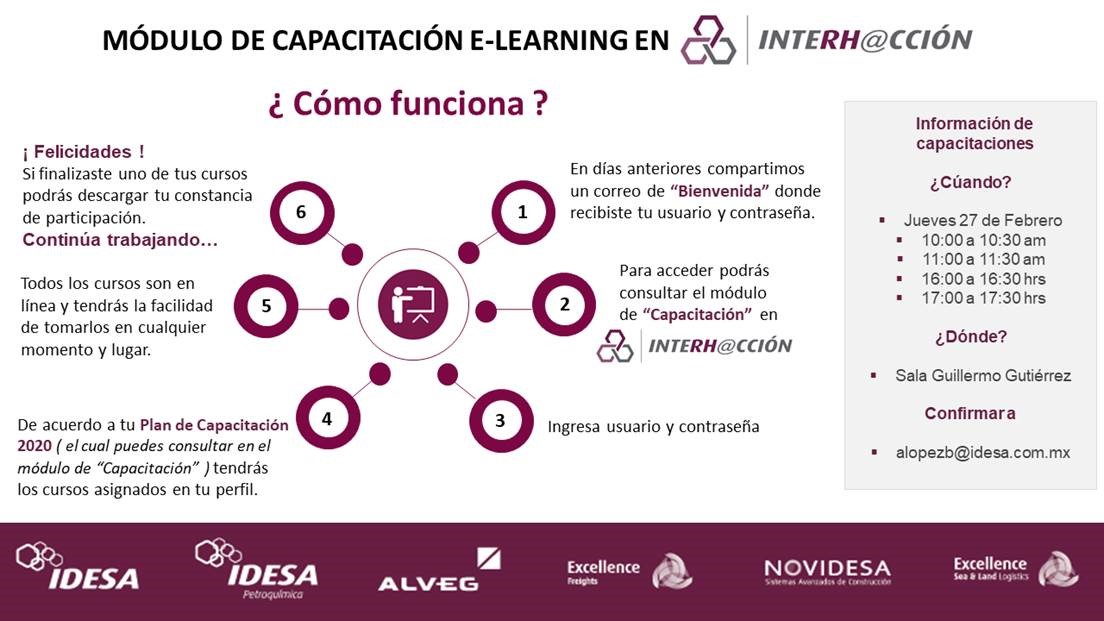 MÓDULO DE CAPACITACIÓN E-LEARNING EN INTERH@CCIÓN
¿ Cómo funciona ?
1
En días anteriores compartimos
un correo de “Bienvenida” donde
recibiste tu usuario y contraseña.
2
Para acceder podrás
consultar el módulo
de “Capacitación” en
INTERH@CCIÓN
3
Ingresa usuario y contraseña
4
De acuerdo a tu Plan de Capacitación
2020 ( el cual puedes consultar en el
módulo de “Capacitación” ) tendrás
los cursos asignados en tu perfil.
5
Todos los cursos son en
línea y tendrás la facilidad
de tomarlos en cualquier
momento y lugar.
6
¡ Felicidades !
Si finalizaste uno de tus cursos
podrás descargar tu constancia
de participación.
Continúa trabajando…
Información de
capacitaciones
¿Cúando?
▪ Jueves 27 de Febrero
▪ 10:00 a 10:30 am
▪ 11:00 a 11:30 am
▪ 16:00 a 16:30 hrs
▪ 17:00 a 17:30 hrs
¿Dónde?
▪ Sala Guillermo Gutiérrez
Confirmar a
▪ alopezb@idesa.com.mx
IDESA
IDESA
Petroquímica
ALVEG
Excellence
Freights
NOVIDESA
Sistemas Avanzados de Construcción
Excellence
Sea & Land Logistics